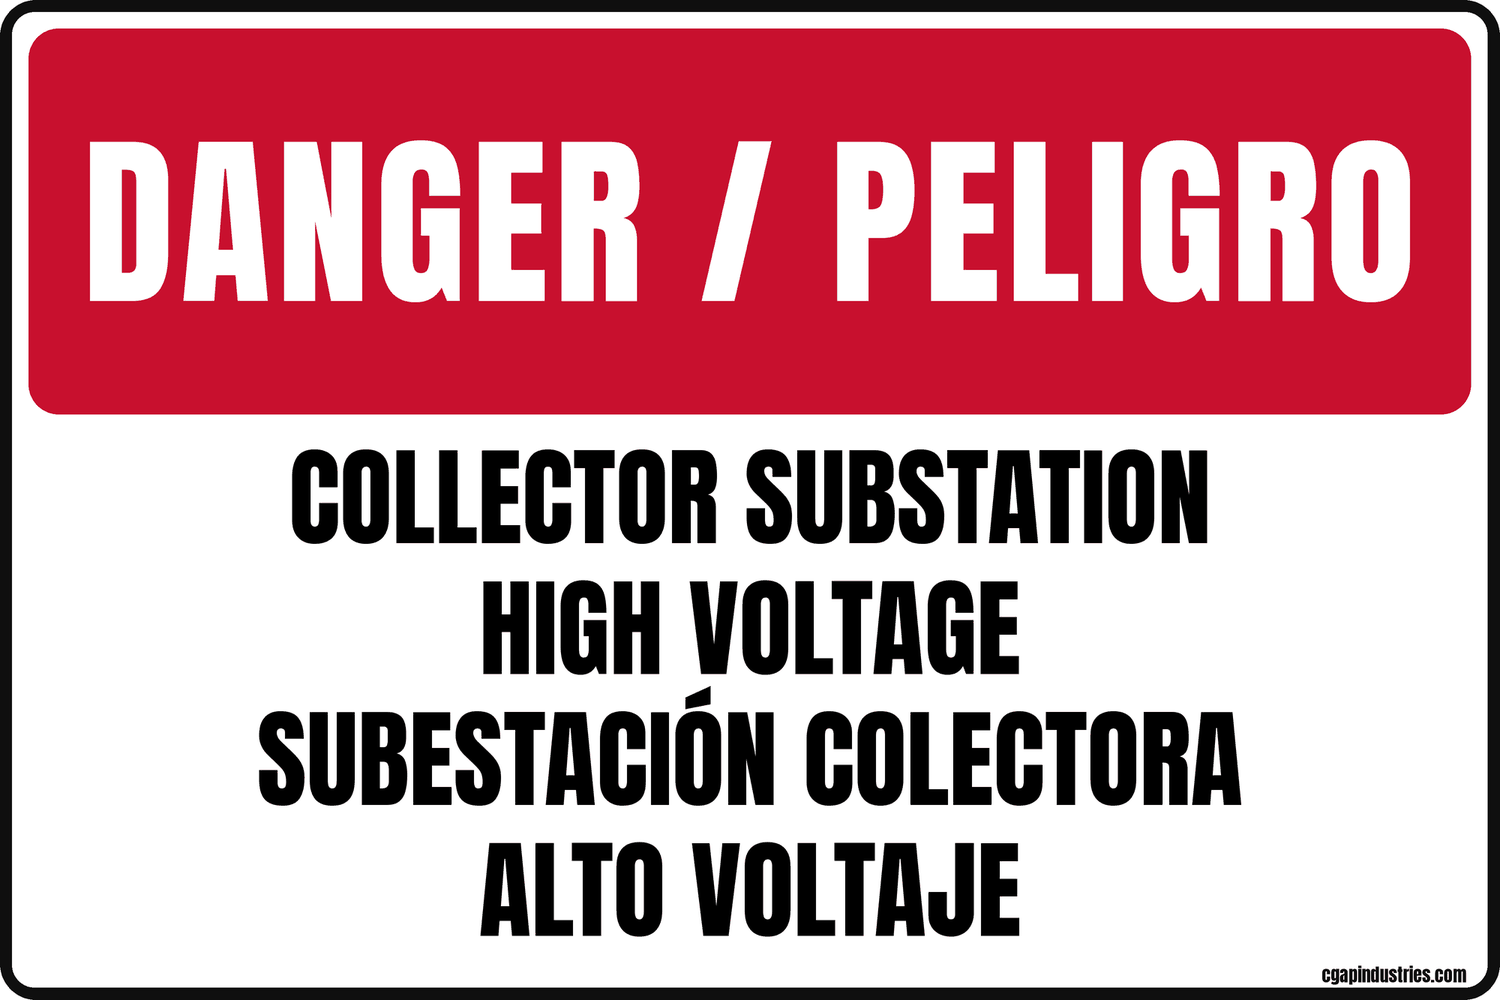 DANGER / PELIGRO
COLLECTOR SUBSTATION
HIGH VOLTAGE
SUBESTACIÓN COLECTORA
ALTO VOLTAJE
cgapindustries.com